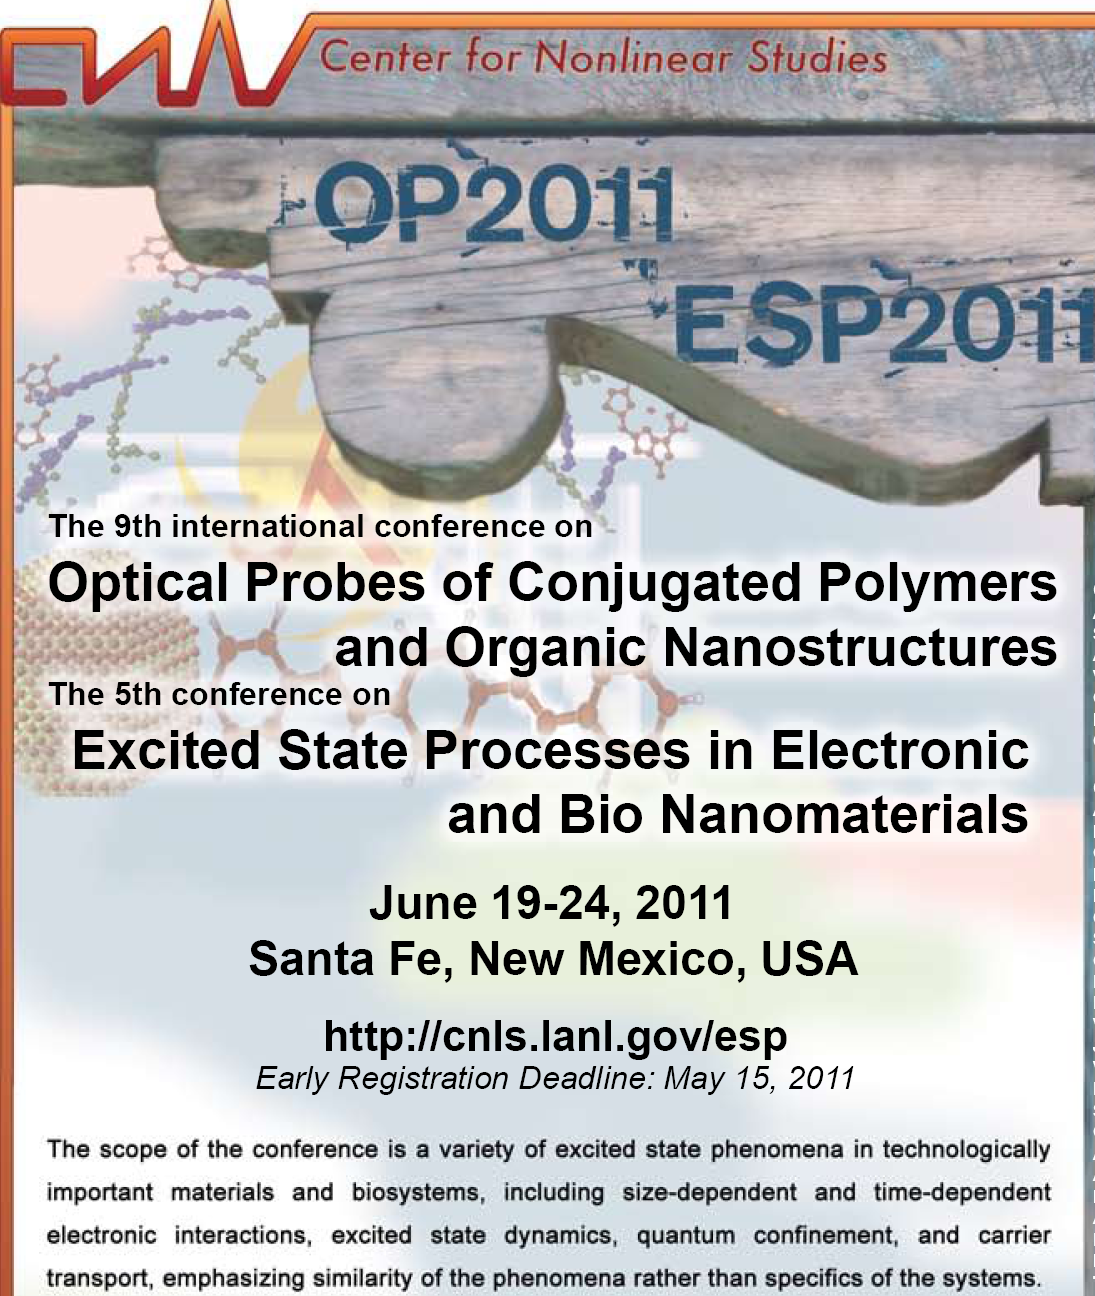 Center for Nonlinear Studies
OP2011
ESP2011
The 9th international conference on
Optical Probes of Conjugated Polymers
and Organic Nanostructures
The 5th conference on
Excited State Processes in Electronic
and Bio Nanomaterials
June 19-24, 2011
Santa Fe, New Mexico, USA
http://cnls.lanl.gov/esp
Early Registration Deadline: May 15, 2011
The scope of the conference is a variety of excited state phenomena in technologically
important materials and biosystems, including size-dependent and time-dependent
electronic interactions, excited state dynamics, quantum confinement, and carrier
transport, emphasizing similarity of the phenomena rather than specifics of the systems.